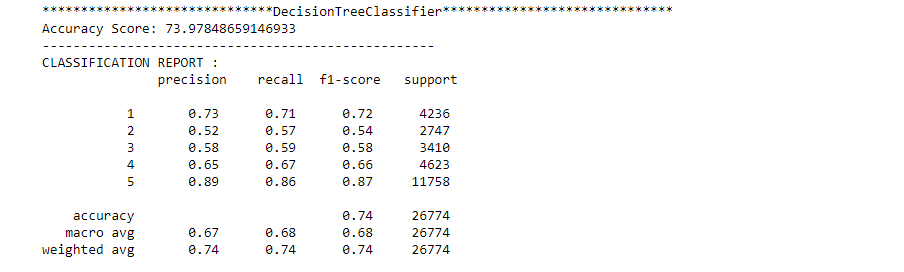 ******************************DecisionTreeClassifier******************************
Accuracy Score: 73.97848659146933
---------------------------------------------------
CLASSIFICATION REPORT :
               precision    recall  f1-score   support

           1       0.73      0.71      0.72      4236
           2       0.52      0.57      0.54      2747
           3       0.58      0.59      0.58      3410
           4       0.65      0.67      0.66      4623
           5       0.89      0.86      0.87     11758

    accuracy                           0.74     26774
   macro avg       0.67      0.68      0.68     26774
weighted avg       0.74      0.74      0.74     26774